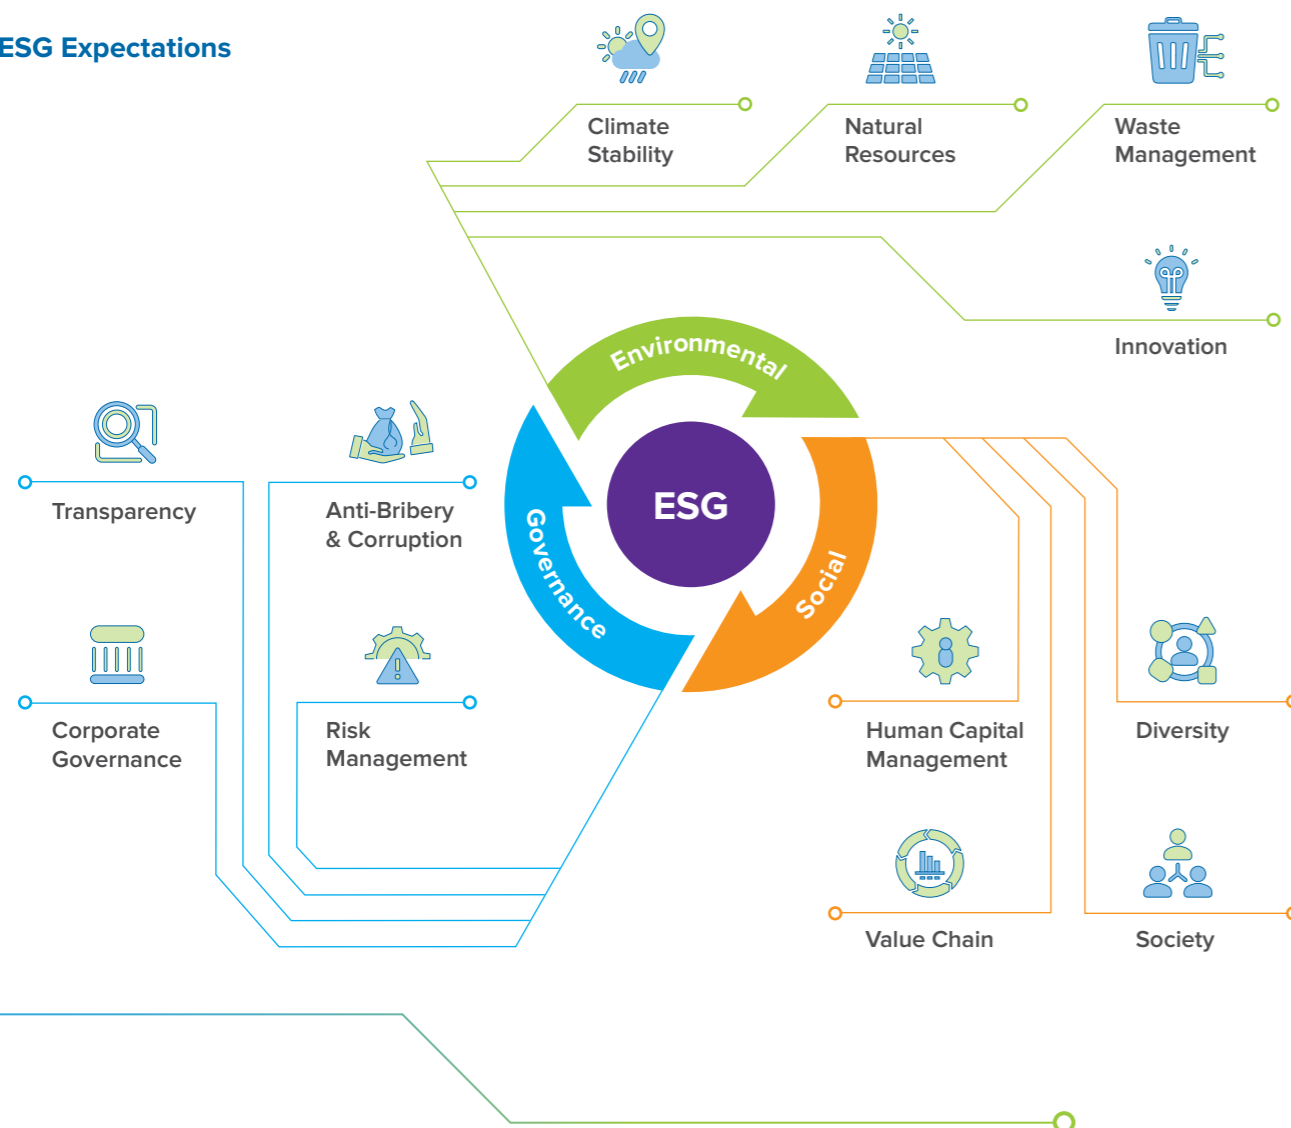 ESG Expectations
Climate
Stability
Natural
Resources
Waste
Management
Innovation
Environmental
ESG
Social
Governance
Transparency
Anti-Bribery
& Corruption
Corporate
Governance
Risk
Management
Human Capital
Management
Diversity
Value Chain
Society